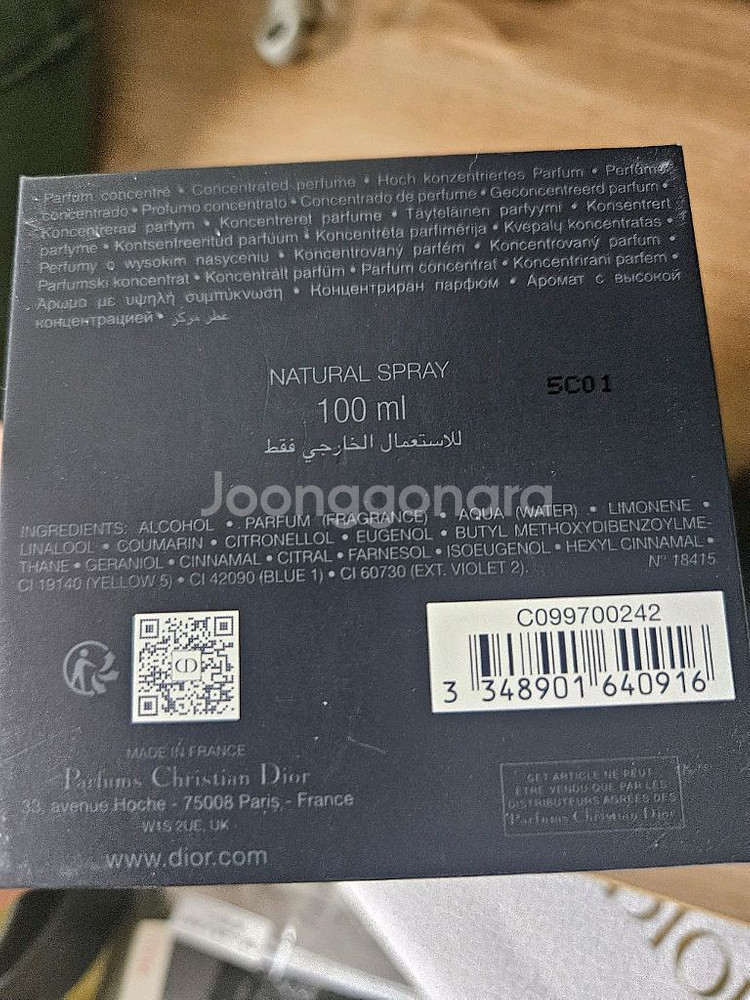 Parfum concentré • Concentrated perfume • Hoch konzentriertes Parfum • Perfume
concentrado • Profumo concentrato • Concentrado de perfume • Geconcentreerd parfum •
Koncentrerad parfym • Koncentreret parfume • Täyteläinen parfyymi • Konsentrert
parfyme • Kontsentreeritud parfüüm • Koncentrēta parfimērija • Kvepalų koncentratas •
Perfumy o wysokim nasyceniu • Koncentrovaný parfém • Koncentrovaný parfum •
Parfumski koncentrat • Koncentrált parfüm • Parfum concentrat • Koncentrirani parfem •
Άρωμα με υψηλή συμπύκνωση • Концентриран парфюм • Аромат с высокой
концентрацией • عطر مركز
NATURAL SPRAY
5C01
100 ml
للاستعمال الخارجي فقط
Joonggonara
INGREDIENTS: ALCOHOL • PARFUM (FRAGRANCE) • AQUA (WATER) • LIMONENE •
LINALOOL • COUMARIN • CITRONELLOL • EUGENOL • BUTYL METHOXYDIBENZOYLME-
THANE • GERANIOL • CINNAMAL • CITRAL • FARNESOL • ISOEUGENOL • HEXYL CINNAMAL •
CI 19140 (YELLOW 5) • CI 42090 (BLUE 1) • CI 60730 (EXT. VIOLET 2). N° 18415
C099700242
CD
3 348901 640916
MADE IN FRANCE
Parfums Christian Dior
33, avenue Hoche - 75008 Paris - France
W1S 2UE, UK
www.dior.com
CET ARTICLE NE PEUT
ÊTRE VENDU QUE PAR LES
DISTRIBUTEURS AGRÉÉS DES
Parfums Christian Dior
DIOR